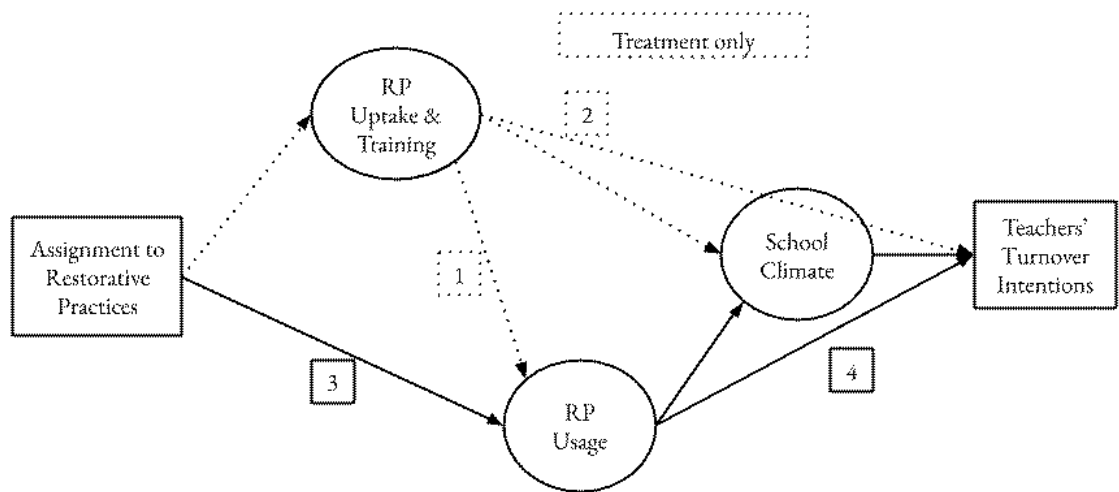 Treatment only
RP
Uptake &
Training
2
Assignment to
Restorative
Practices
1
School
Climate
Teachers’
Turnover
Intentions
3
4
RP
Usage